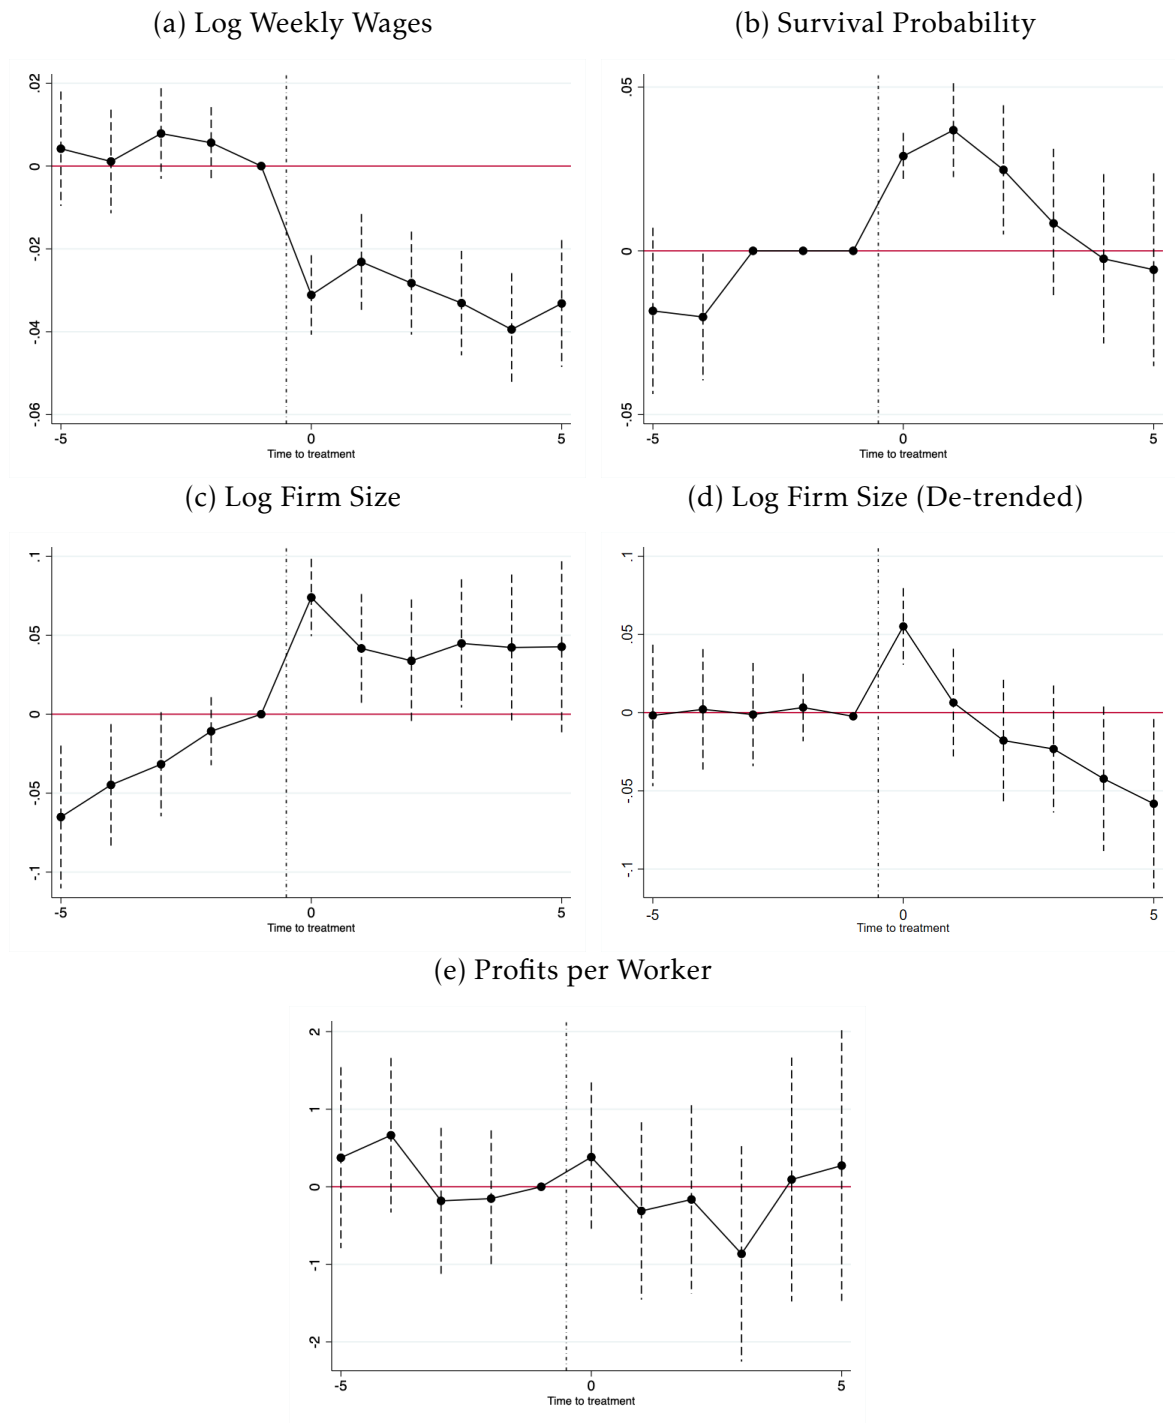 (a) Log Weekly Wages
.02
0
-.02
-.04
-.06
-5 0 5
Time to treatment
(b) Survival Probability
.05
0
-.05
-5 0 5
Time to treatment
(c) Log Firm Size
.1
.05
0
-.05
-.1
-5 0 5
Time to treatment
(d) Log Firm Size (De-trended)
.1
.05
0
-.05
-.1
-5 0 5
Time to treatment
(e) Profits per Worker
2
1
0
-1
-2
-5 0 5
Time to treatment